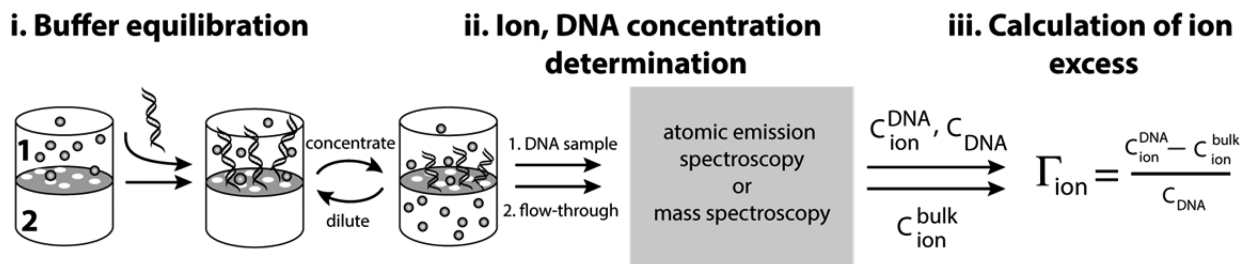 i. Buffer equilibration
ii. Ion, DNA concentration
determination
iii. Calculation of ion
excess
1
2
concentrate
dilute
1. DNA sample
2. flow-through
atomic emission
spectroscopy
or
mass spectroscopy
C_ion^DNA, C_DNA
C_ion^bulk
Γ_ion = (C_ion^DNA − C_ion^bulk) / C_DNA